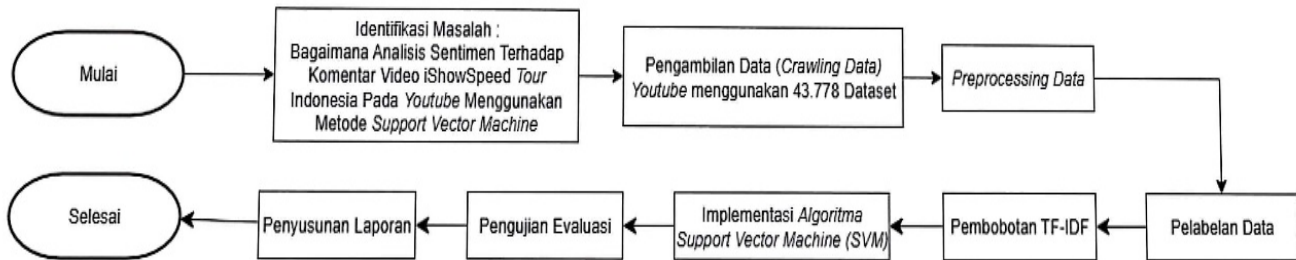 Mulai
Identifikasi Masalah :
Bagaimana Analisis Sentimen Terhadap
Komentar Video iShowSpeed Tour
Indonesia Pada Youtube Menggunakan
Metode Support Vector Machine
Pengambilan Data (Crawling Data)
Youtube menggunakan 43.778 Dataset
Preprocessing Data
Pelabelan Data
Pembobotan TF-IDF
Implementasi Algoritma
Support Vector Machine (SVM)
Pengujian Evaluasi
Penyusunan Laporan
Selesai